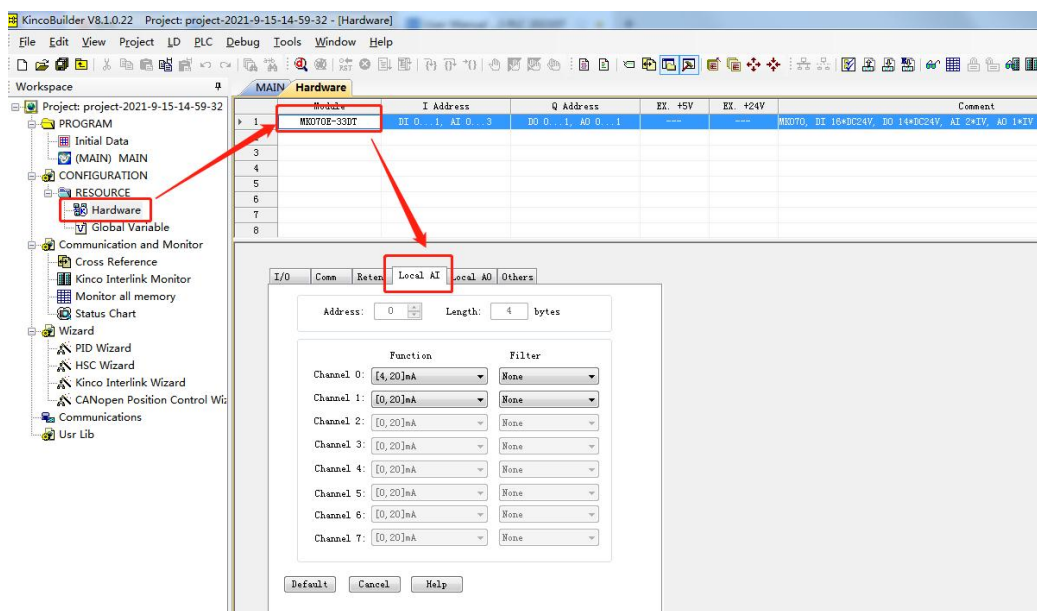 KincoBuilder V8.1.0.22 Project: project-2021-9-15-14-59-32 - [Hardware]
File Edit View Project LD PLC Debug Tools Window Help
Workspace
MAIN Hardware
Project: project-2021-9-15-14-59-32
PROGRAM
Initial Data
(MAIN) MAIN
CONFIGURATION
RESOURCE
Hardware
Global Variable
Communication and Monitor
Cross Reference
Kinco Interlink Monitor
Monitor all memory
Status Chart
Wizard
PID Wizard
HSC Wizard
Kinco Interlink Wizard
CANopen Position Control Wi
Communications
Usr Lib
Module I Address Q Address EX. +5V EX. +24V Comment
1 MK070E-33DT DI 0...1, AI 0...3 DO 0...1, AO 0...1 --- --- MK070, DI 16*DC24V, DO 14*DC24V, AI 2*IV, AO 1*IV
3
4
5
6
7
8
I/O Comm Reten Local AI Local AO Others
Address: 0 Length: 4 bytes
Function Filter
Channel 0: [4,20]mA None
Channel 1: [0,20]mA None
Channel 2: [0,20]mA None
Channel 3: [0,20]mA None
Channel 4: [0,20]mA None
Channel 5: [0,20]mA None
Channel 6: [0,20]mA None
Channel 7: [0,20]mA None
Default Cancel Help